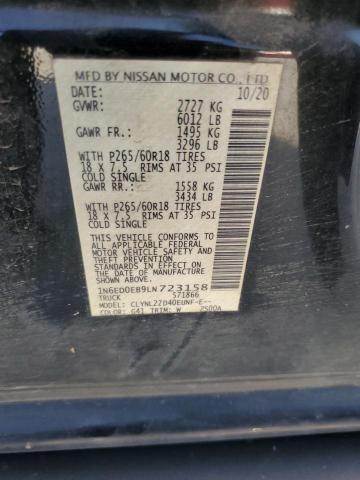 MFD BY NISSAN MOTOR CO., LTD
DATE: 10/20
GVWR: 2727 KG
6012 LB
GAWR FR.: 1495 KG
3296 LB
WITH P265/60R18 TIRES
18 X 7.5 RIMS AT 35 PSI
COLD SINGLE
GAWR RR.: 1558 KG
3434 LB
WITH P265/60R18 TIRES
18 X 7.5 RIMS AT 35 PSI
COLD SINGLE
THIS VEHICLE CONFORMS TO
ALL APPLICABLE FEDERAL
MOTOR VEHICLE SAFETY
STANDARDS IN EFFECT ON
THE DATE OF MANUFACTURE
SHOWN ABOVE.
1N6ED0EB9LN723158
TRUCK 571866
MODEL: CLYNLZZD40EUNF-E--
COLOR: G41 TRIM: W 2500A